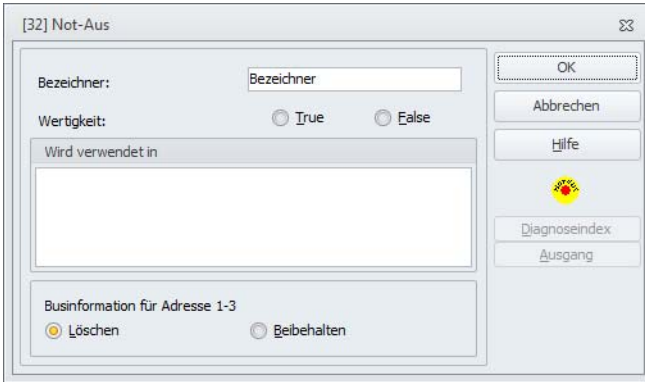 [32] Not-Aus
Bezeichner: Bezeichner
Wertigkeit: True False
Wird verwendet in
Businformation für Adresse 1-3
Löschen Beibehalten
OK
Abbrechen
Hilfe
Diagnoseindex
Ausgang